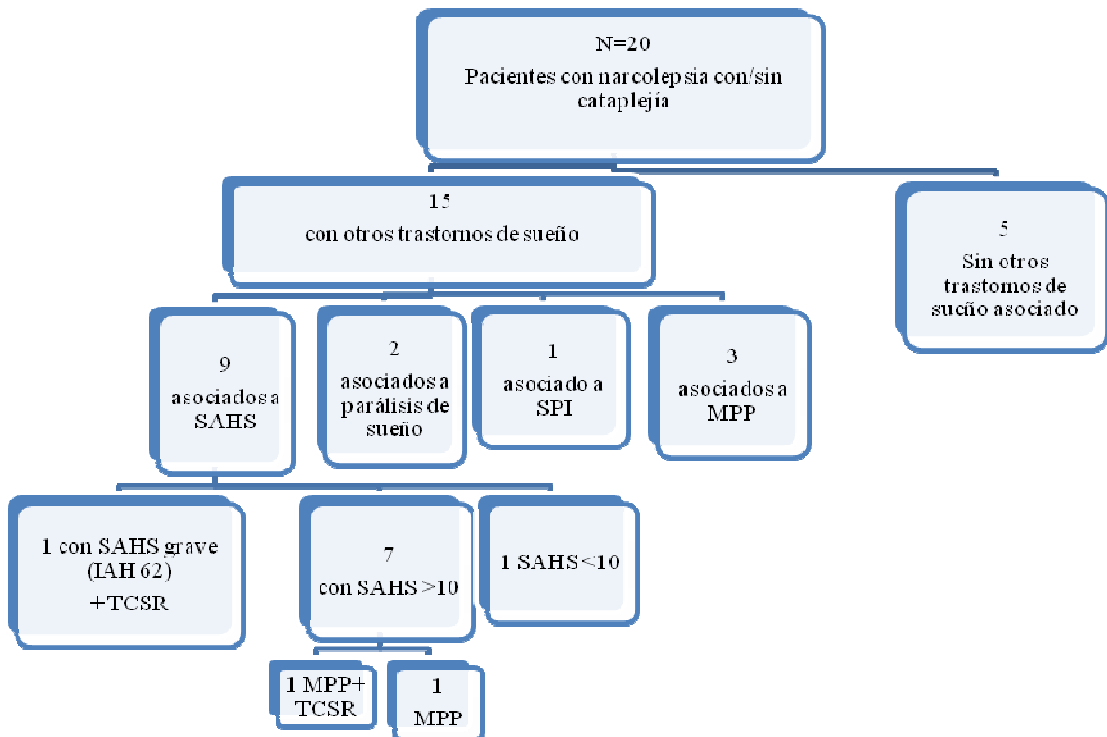 N=20
Pacientes con narcolepsia con/sin
cataplejía
15
con otros trastornos de sueño
5
Sin otros
trastornos de
sueño asociado
9
asociados a
SAHS
2
asociados a
parálisis de
sueño
1
asociado a
SPI
3
asociados a
MPP
1 con SAHS grave
(IAH 62)
+TCSR
7
con SAHS >10
1 SAHS<10
1 MPP+
TCSR
1
MPP